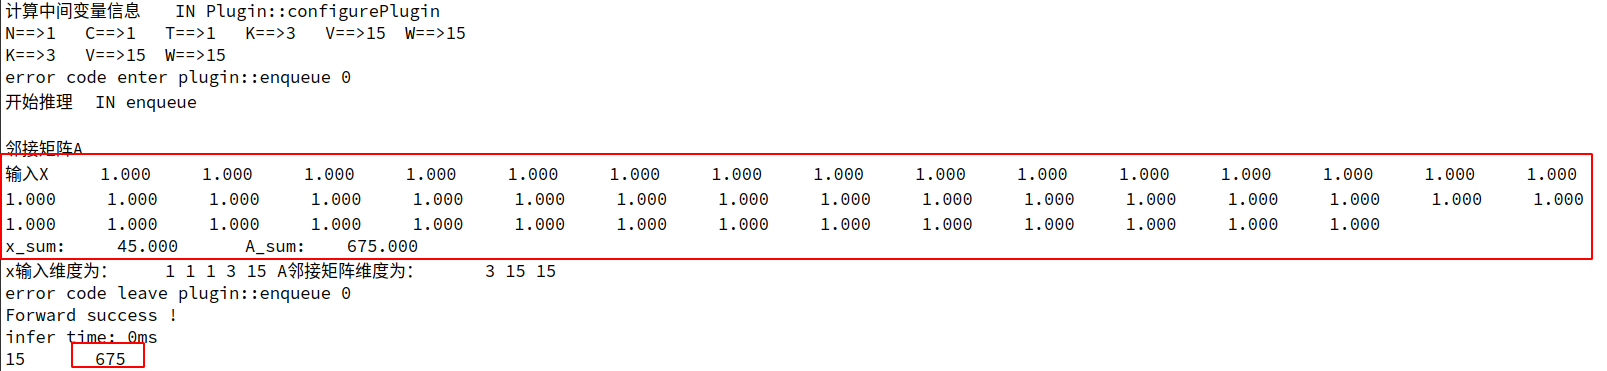 计算中间变量信息 IN Plugin::configurePlugin
N==>1 C==>1 T==>1 K==>3 V==>15 W==>15
K==>3 V==>15 W==>15
error code enter plugin::enqueue 0
开始推理 IN enqueue
邻接矩阵A
输入X 1.000 1.000 1.000 1.000 1.000 1.000 1.000 1.000 1.000 1.000 1.000 1.000 1.000 1.000 1.000
1.000 1.000 1.000 1.000 1.000 1.000 1.000 1.000 1.000 1.000 1.000 1.000 1.000 1.000 1.000 1.000
1.000 1.000 1.000 1.000 1.000 1.000 1.000 1.000 1.000 1.000 1.000 1.000 1.000 1.000
x_sum: 45.000 A_sum: 675.000
x输入维度为: 1 1 1 3 15 A邻接矩阵维度为: 3 15 15
error code leave plugin::enqueue 0
Forward success !
infer time: 0ms
15 675